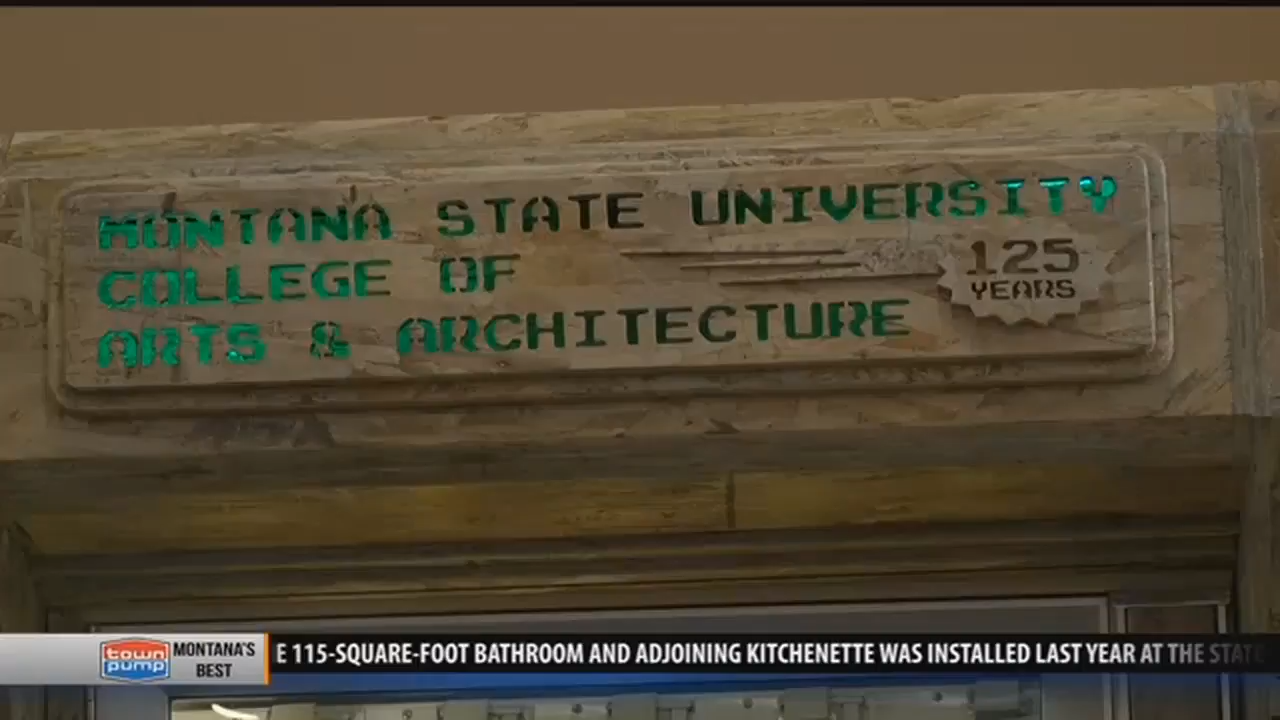 MONTANA STATE UNIVERSITY
COLLEGE OF
ARTS & ARCHITECTURE
125
YEARS
town
pump
MONTANA'S
BEST
E 115-SQUARE-FOOT BATHROOM AND ADJOINING KITCHENETTE WAS INSTALLED LAST YEAR AT THE STATE